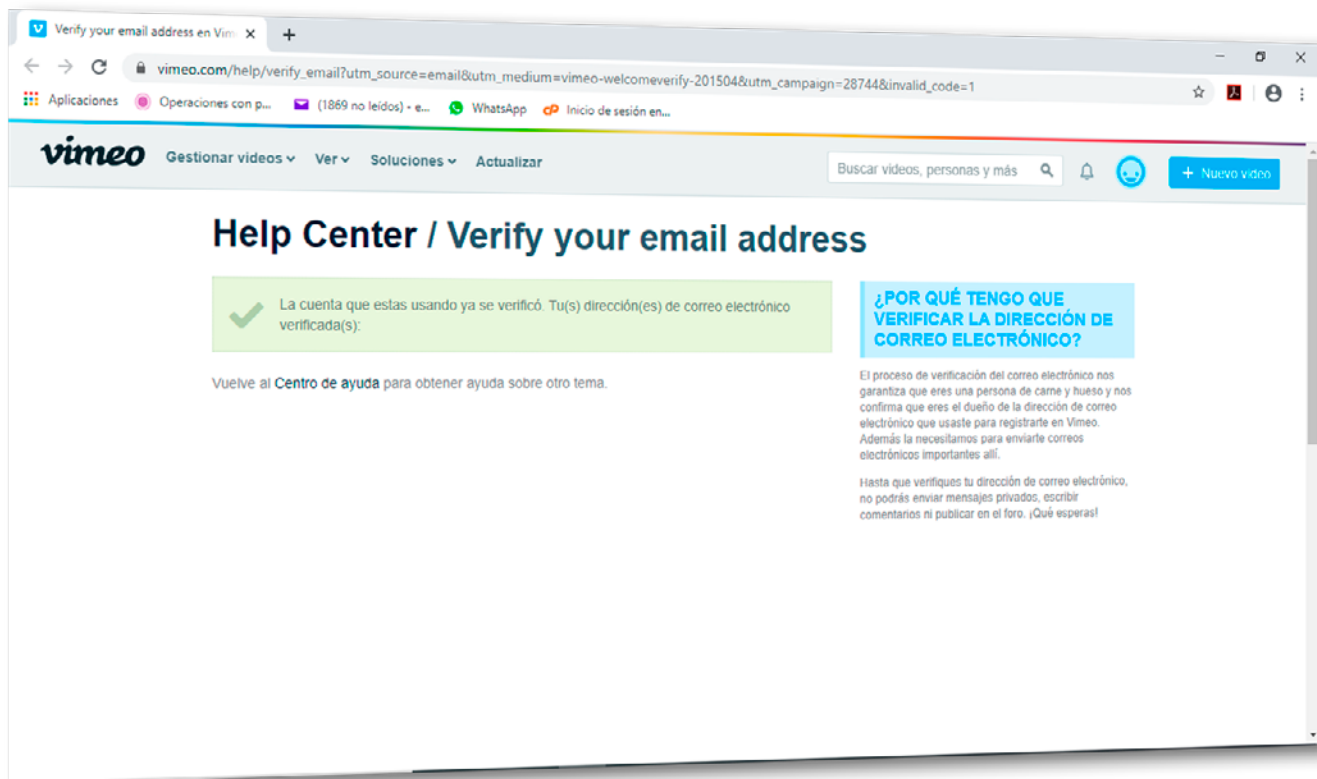 Verify your email address en Vim
vimeo.com/help/verify_email?utm_source=email&utm_medium=vimeo-welcomeverify-201504&utm_campaign=28744&invalid_code=1
Aplicaciones Operaciones con p... (1869 no leídos) - e... WhatsApp cP Inicio de sesión en...
vimeo Gestionar videos Ver Soluciones Actualizar Buscar videos, personas y más + Nuevo video
Help Center / Verify your email address
La cuenta que estas usando ya se verificó. Tu(s) dirección(es) de correo electrónico
verificada(s):
Vuelve al Centro de ayuda para obtener ayuda sobre otro tema.
¿POR QUÉ TENGO QUE
VERIFICAR LA DIRECCIÓN DE
CORREO ELECTRÓNICO?
El proceso de verificación del correo electrónico nos
garantiza que eres una persona de carne y hueso y nos
confirma que eres el dueño de la dirección de correo
electrónico que usaste para registrarte en Vimeo.
Además la necesitamos para enviarte correos
electrónicos importantes allí.
Hasta que verifiques tu dirección de correo electrónico,
no podrás enviar mensajes privados, escribir
comentarios ni publicar en el foro. ¡Qué esperas!